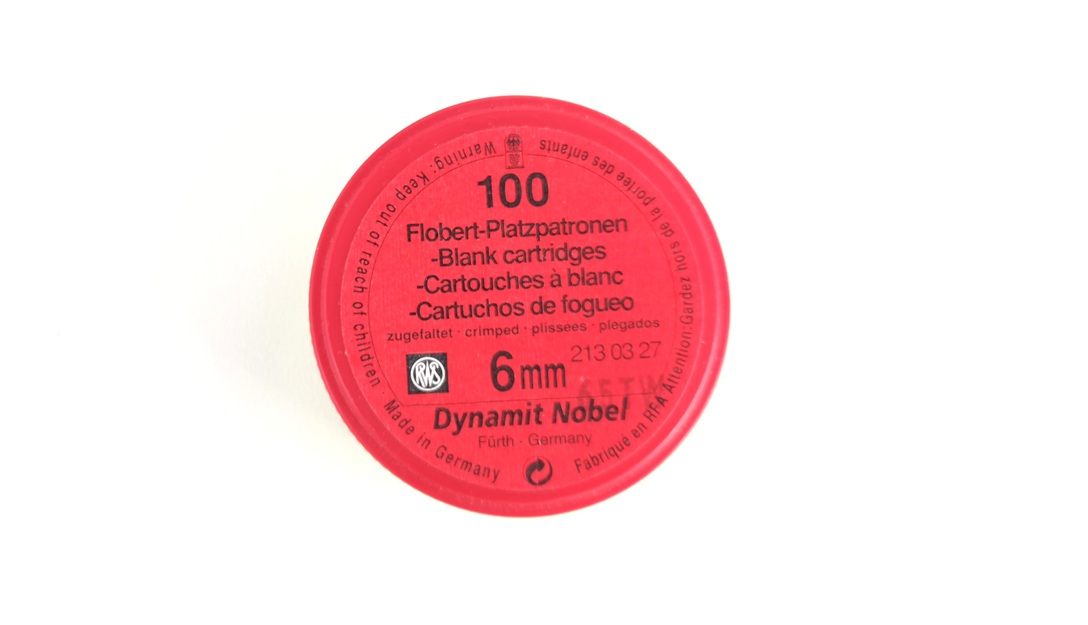 100
Flobert-Platzpatronen
-Blank cartridges
-Cartouches à blanc
-Cartuchos de fogueo
zugefaltet · crimped · plissees · plegados
RWS
6mm
213 03 27
Dynamit Nobel
Fürth · Germany
Warning: Keep out of reach of children · Made in Germany
Fabriqué en RFA Attention: Gardez hors de la portée des enfants